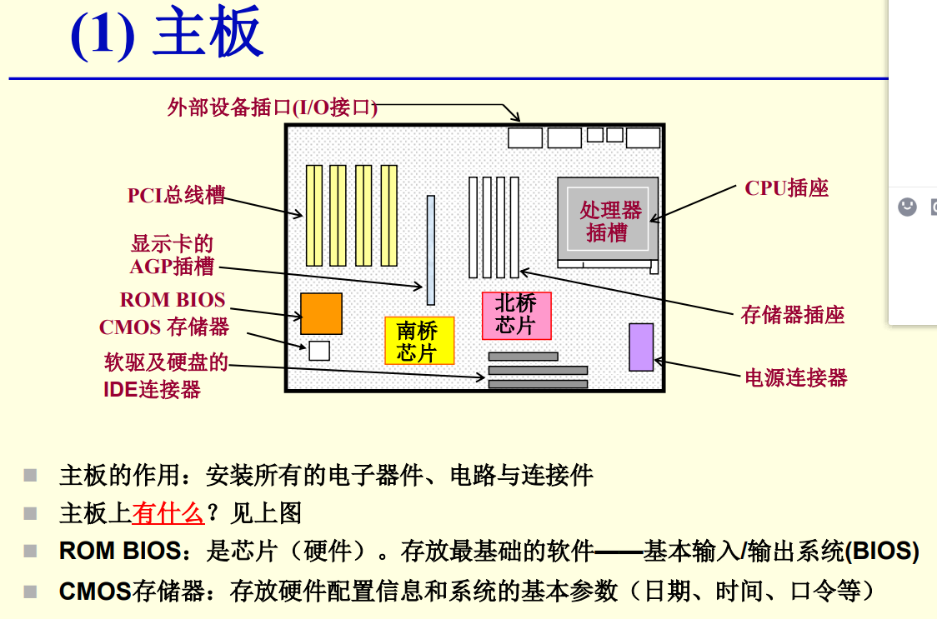 (1) 主板
外部设备插口(I/O接口)
PCI总线槽
CPU插座
处理器
插槽
显示卡的
AGP插槽
ROM BIOS
北桥
芯片
存储器插座
CMOS 存储器
南桥
芯片
软驱及硬盘的
IDE连接器
电源连接器
主板的作用：安装所有的电子器件、电路与连接件
主板上有什么？见上图
ROM BIOS：是芯片（硬件）。存放最基础的软件——基本输入/输出系统(BIOS)
CMOS存储器：存放硬件配置信息和系统的基本参数（日期、时间、口令等）